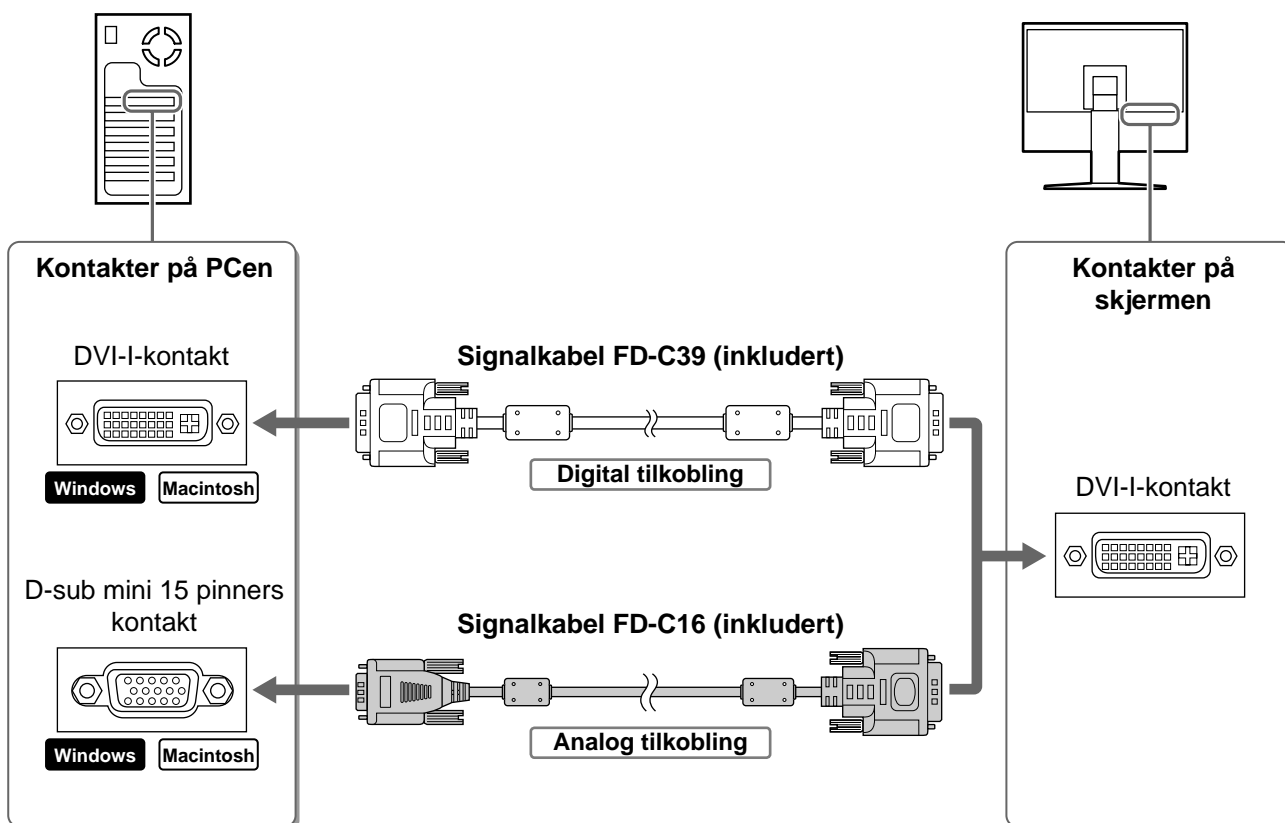 Kontakter på PCen
DVI-I-kontakt
Windows Macintosh
D-sub mini 15 pinners
kontakt
Windows Macintosh
Signalkabel FD-C39 (inkludert)
Digital tilkobling
Signalkabel FD-C16 (inkludert)
Analog tilkobling
Kontakter på
skjermen
DVI-I-kontakt